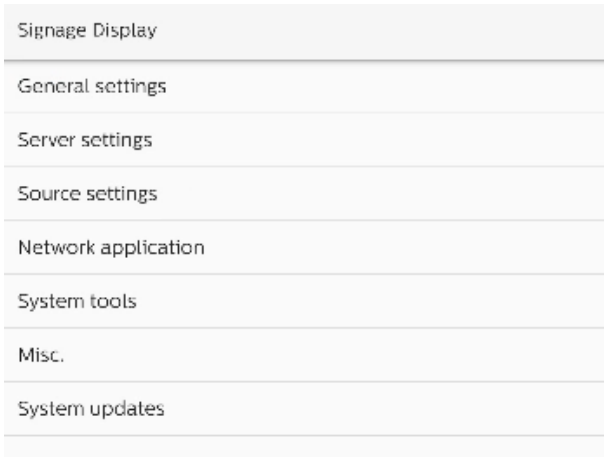 Signage Display
General settings
Server settings
Source settings
Network application
System tools
Misc.
System updates